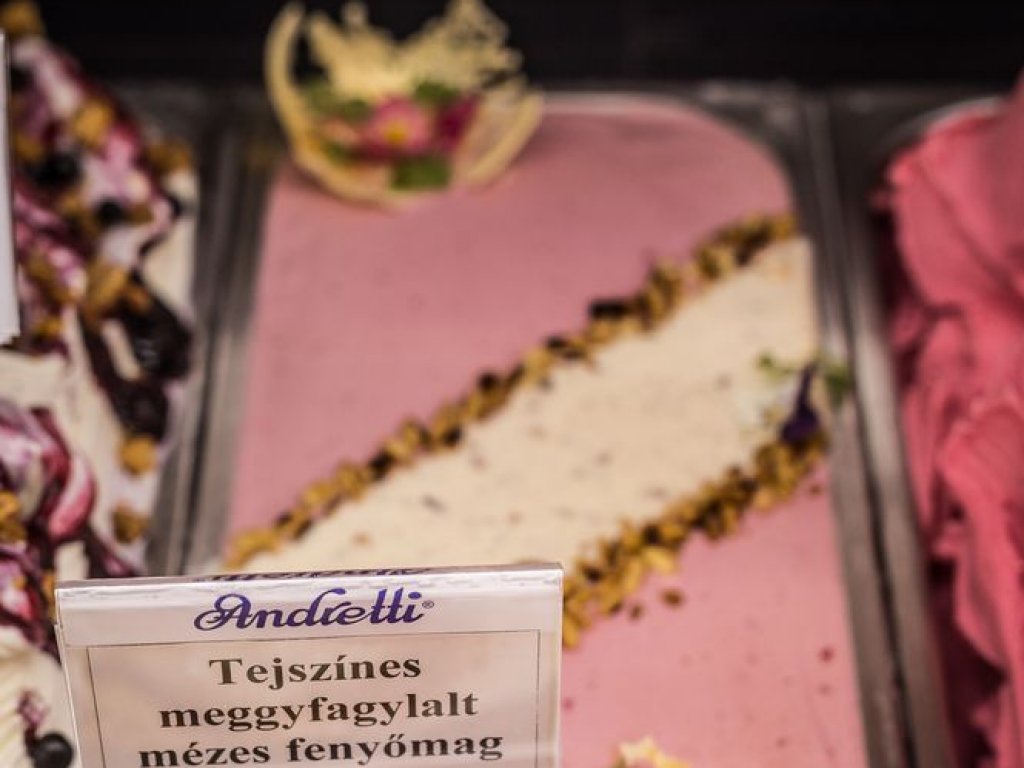 Andretti®
Tejszínes
meggyfagylalt
mézes fenyőmag